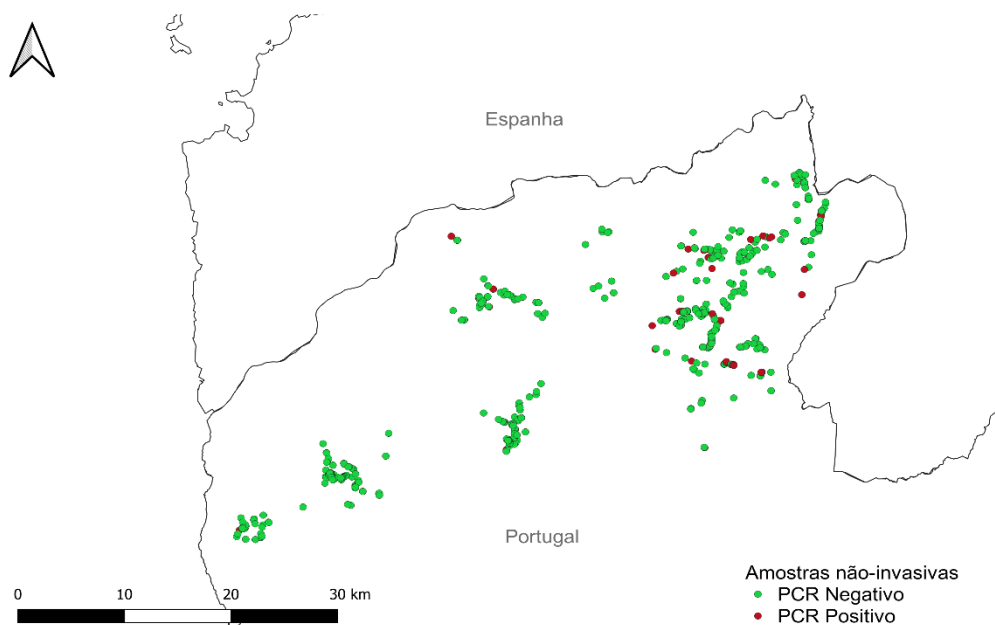 Espanha
Portugal
0 10 20 30 km
Amostras não-invasivas
PCR Negativo
PCR Positivo